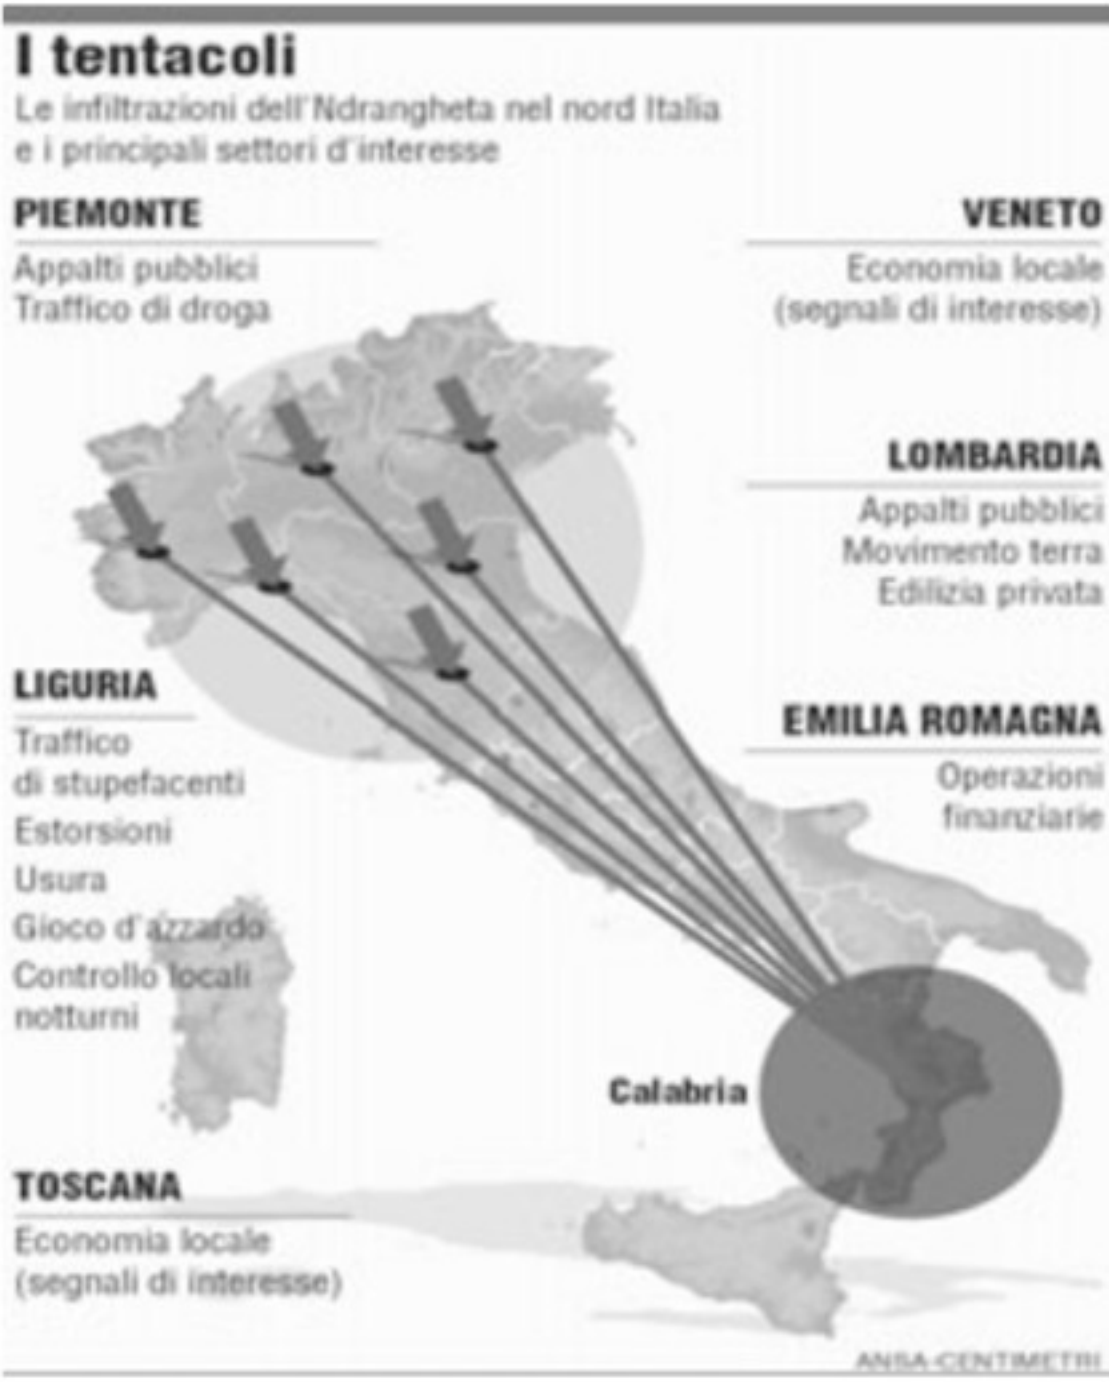 I tentacoli
Le infiltrazioni dell'Ndrangheta nel nord Italia
e i principali settori d'interesse
PIEMONTE
Appalti pubblici
Traffico di droga
VENETO
Economia locale
(segnali di interesse)
LOMBARDIA
Appalti pubblici
Movimento terra
Edilizia privata
LIGURIA
Traffico
di stupefacenti
Estorsioni
Usura
Gioco d'azzardo
Controllo locali
notturni
EMILIA ROMAGNA
Operazioni
finanziarie
Calabria
TOSCANA
Economia locale
(segnali di interesse)
ANSA-CENTIMETRI